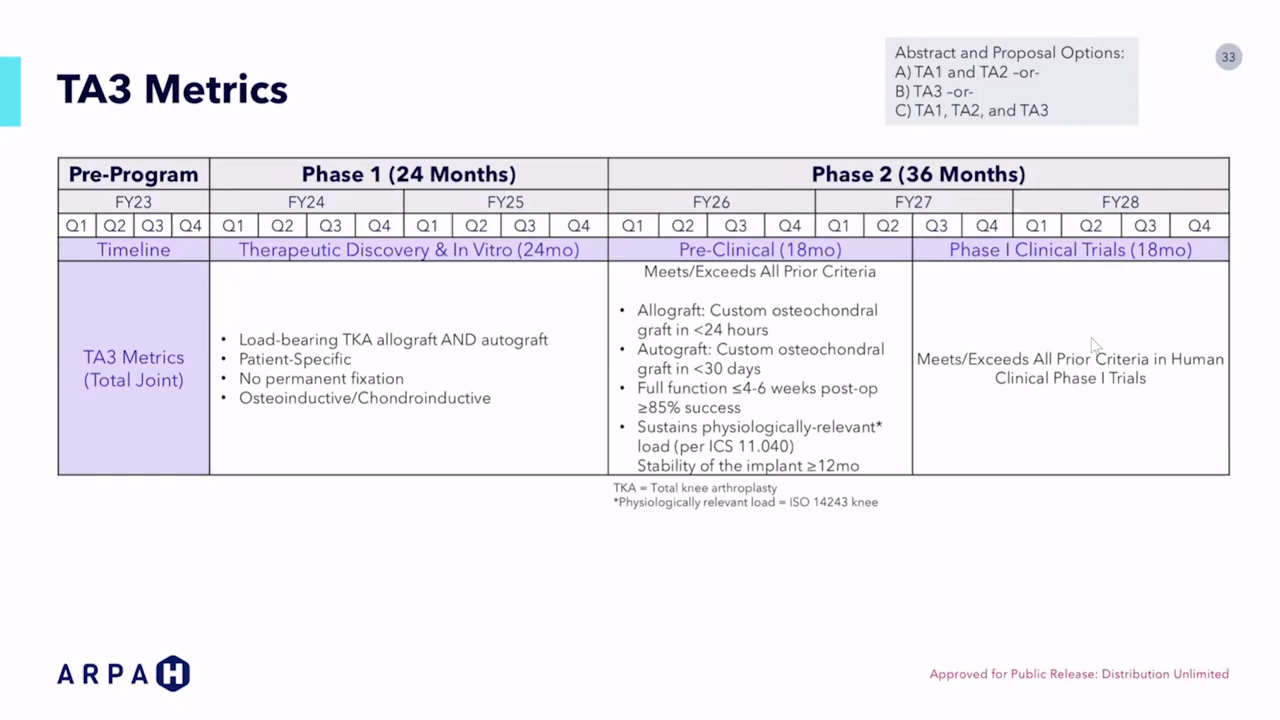 Abstract and Proposal Options:
A) TA1 and TA2 –or-
B) TA3 –or-
C) TA1, TA2, and TA3
33
TA3 Metrics
Pre-Program Phase 1 (24 Months) Phase 2 (36 Months)
FY23 FY24 FY25 FY26 FY27 FY28
Q1 Q2 Q3 Q4 Q1 Q2 Q3 Q4 Q1 Q2 Q3 Q4 Q1 Q2 Q3 Q4 Q1 Q2 Q3 Q4 Q1 Q2 Q3 Q4
Timeline Therapeutic Discovery & In Vitro (24mo) Pre-Clinical (18mo) Phase I Clinical Trials (18mo)
TA3 Metrics
(Total Joint)
• Load-bearing TKA allograft AND autograft
• Patient-Specific
• No permanent fixation
• Osteoinductive/Chondroinductive
Meets/Exceeds All Prior Criteria
• Allograft: Custom osteochondral
graft in <24 hours
• Autograft: Custom osteochondral
graft in <30 days
• Full function ≤4-6 weeks post-op
≥85% success
• Sustains physiologically-relevant*
load (per ICS 11.040)
Stability of the implant ≥12mo
Meets/Exceeds All Prior Criteria in Human
Clinical Phase I Trials
TKA = Total knee arthroplasty
*Physiologically relevant load = ISO 14243 knee
ARPA H
Approved for Public Release: Distribution Unlimited